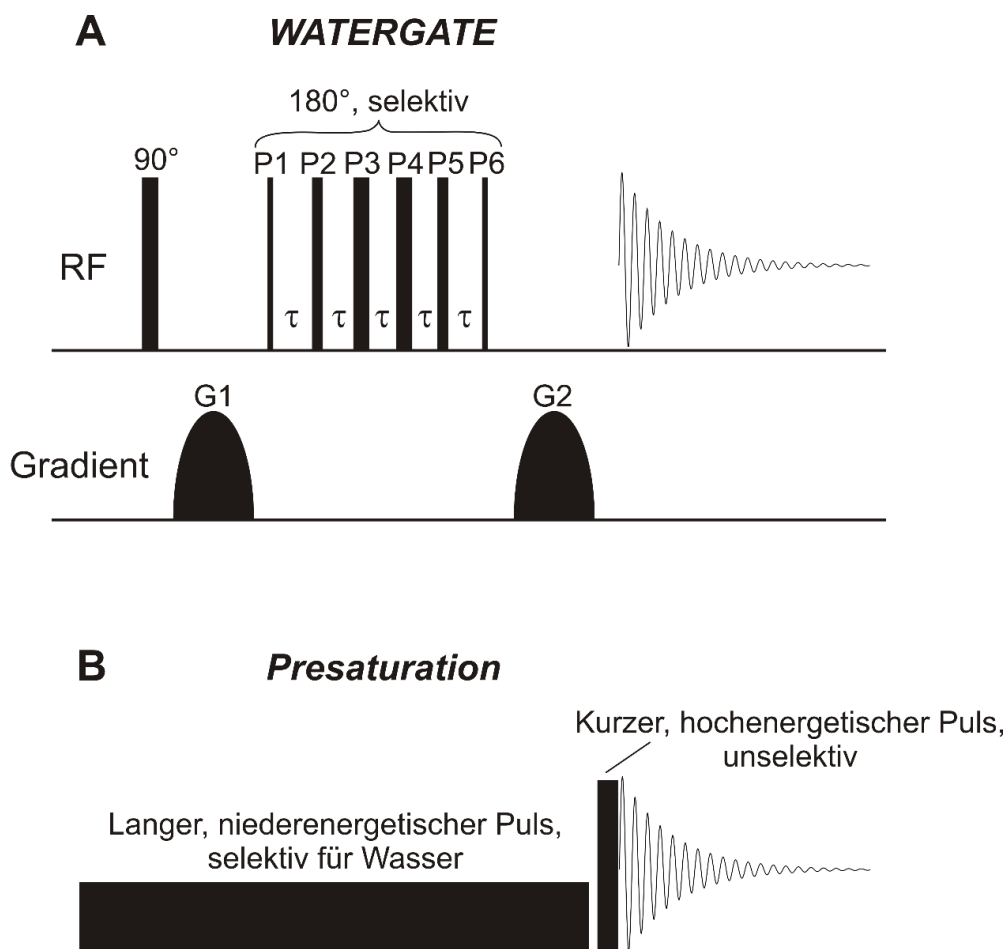 A WATERGATE
180°, selektiv
90° P1 P2 P3 P4 P5 P6
RF
τ τ τ τ τ
G1 G2
Gradient
B Presaturation
Kurzer, hochenergetischer Puls,
unselektiv
Langer, niederenergetischer Puls,
selektiv für Wasser